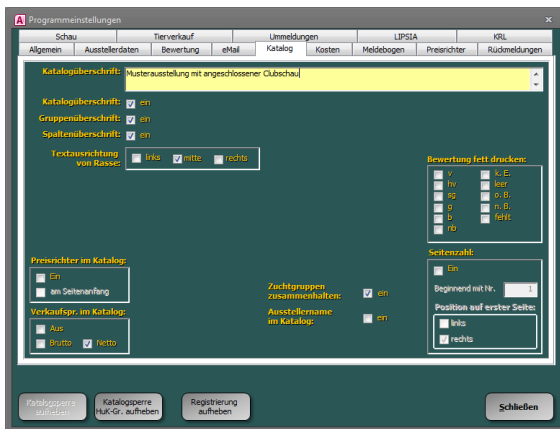 A Programmeinstellungen
Schau Tierverkauf Ummeldungen LIPSIA KRL
Allgemein Ausstellerdaten Bewertung eMail Katalog Kosten Meldebogen Preisrichter Rückmeldungen
Katalogüberschrift: Musterausstellung mit angeschlossener Clubschau
Katalogüberschrift: ein
Gruppenüberschrift: ein
Spaltenüberschrift: ein
Textausrichtung von Rasse: links mitte rechts
Bewertung fett drucken:
v k. E.
hv leer
sg o. B.
g n. B.
b fehlt
nb
Preisrichter im Katalog:
Ein
am Seitenanfang
Verkaufspr. im Katalog:
Aus
Brutto Netto
Zuchtgruppen
zusammenhalten: ein
Ausstellername
im Katalog: ein
Seitenzahl:
Ein
Beginnend mit Nr. 1
Position auf erster Seite:
links
rechts
Katalogsperre
aufheben
Katalogsperre
HuK-Gr. aufheben
Registrierung
aufheben
Schließen